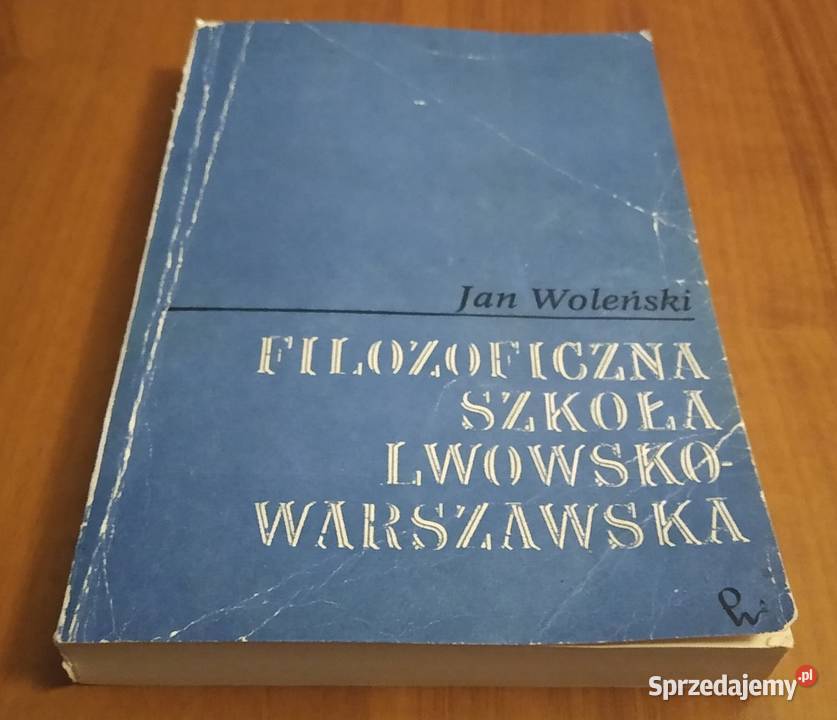 Jan Woleński
FILOZOFICZNA
SZKOŁA
LWOWSKO-
WARSZAWSKA
Sprzedajemy.pl